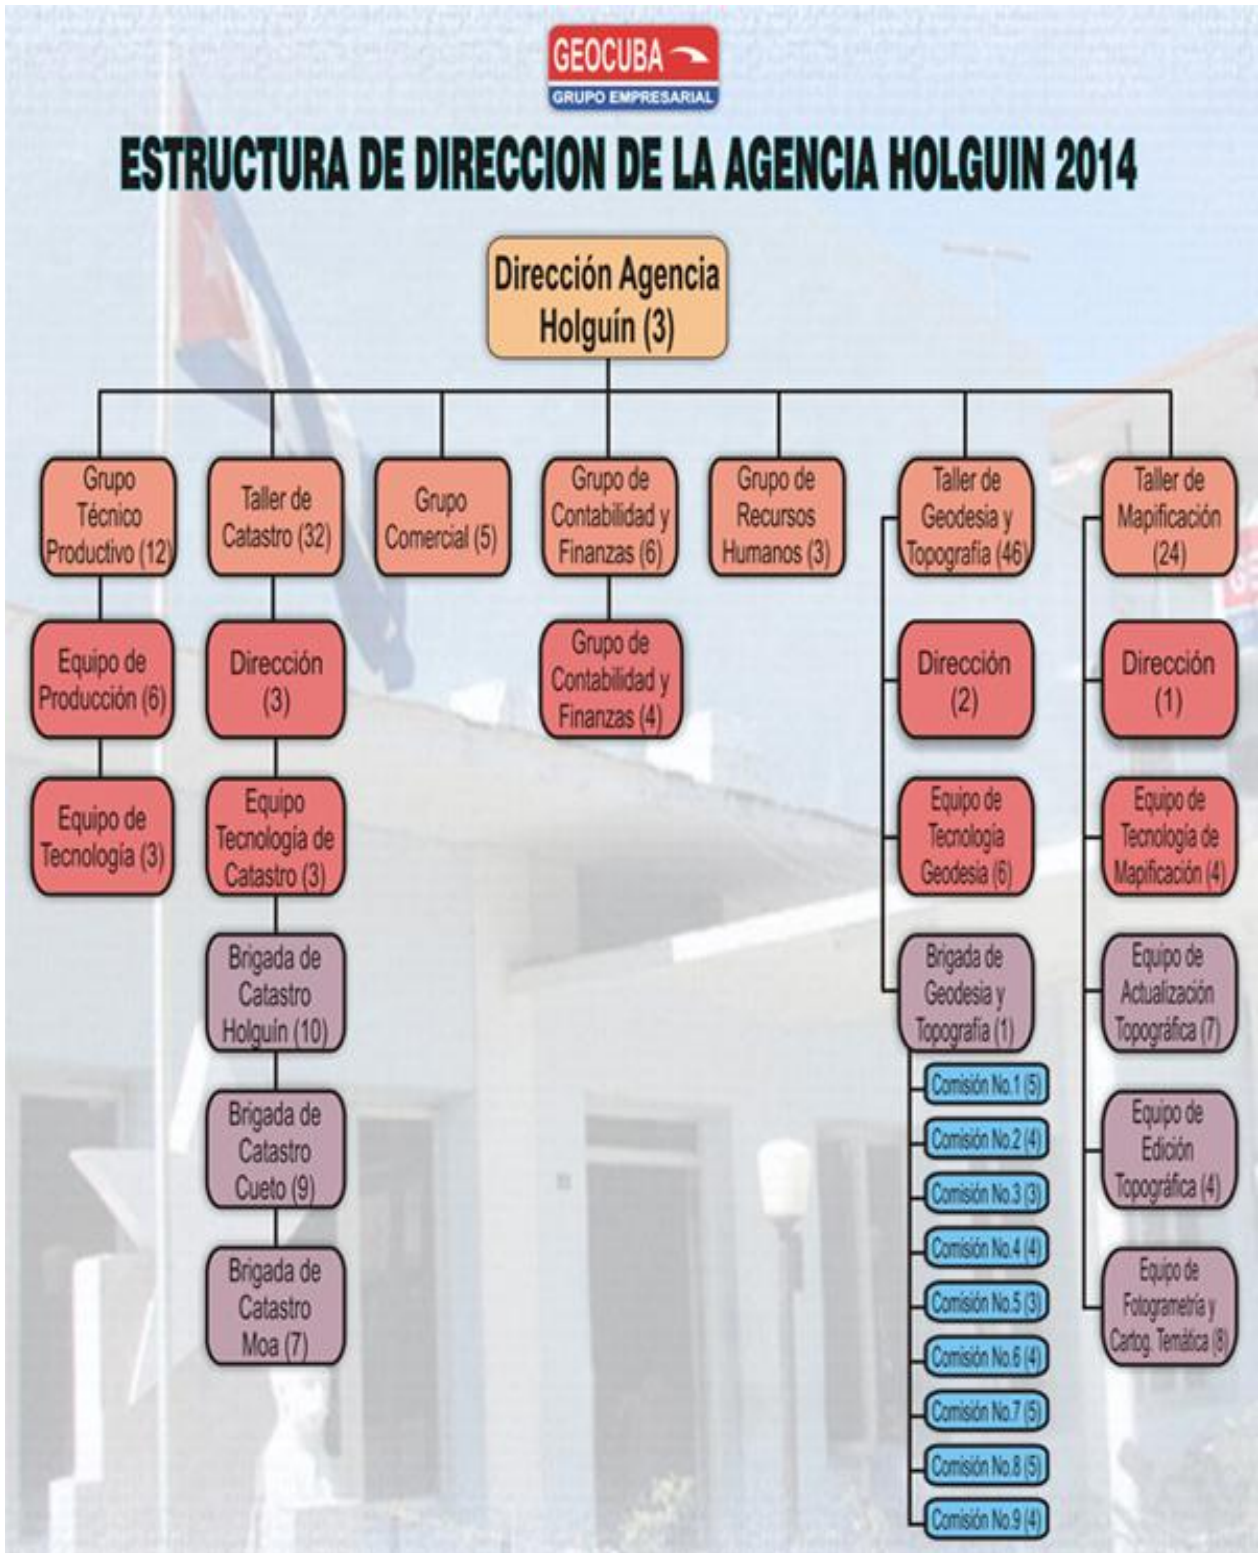 GEOCUBA
GRUPO EMPRESARIAL
ESTRUCTURA DE DIRECCION DE LA AGENCIA HOLGUIN 2014
Dirección Agencia
Holguín (3)
Grupo
Técnico
Productivo (12)
Taller de
Catastro (32)
Grupo
Comercial (5)
Grupo de
Contabilidad y
Finanzas (6)
Grupo de
Recursos
Humanos (3)
Taller de
Geodesia y
Topografía (46)
Taller de
Mapificación
(24)
Equipo de
Producción (6)
Dirección
(3)
Grupo de
Contabilidad y
Finanzas (4)
Dirección
(2)
Dirección
(1)
Equipo de
Tecnología (3)
Equipo
Tecnología de
Catastro (3)
Equipo de
Tecnología
Geodesia (6)
Equipo de
Tecnología de
Mapificación (4)
Brigada de
Catastro
Holguín (10)
Brigada de
Geodesia y
Topografía (1)
Equipo de
Actualización
Topográfica (7)
Brigada de
Catastro
Cueto (9)
Equipo de
Edición
Topográfica (4)
Brigada de
Catastro
Moa (7)
Equipo de
Fotogrametría y
Cartog. Temática (8)
Comisión No.1 (5)
Comisión No.2 (4)
Comisión No.3 (3)
Comisión No.4 (4)
Comisión No.5 (3)
Comisión No.6 (4)
Comisión No.7 (5)
Comisión No.8 (5)
Comisión No.9 (4)